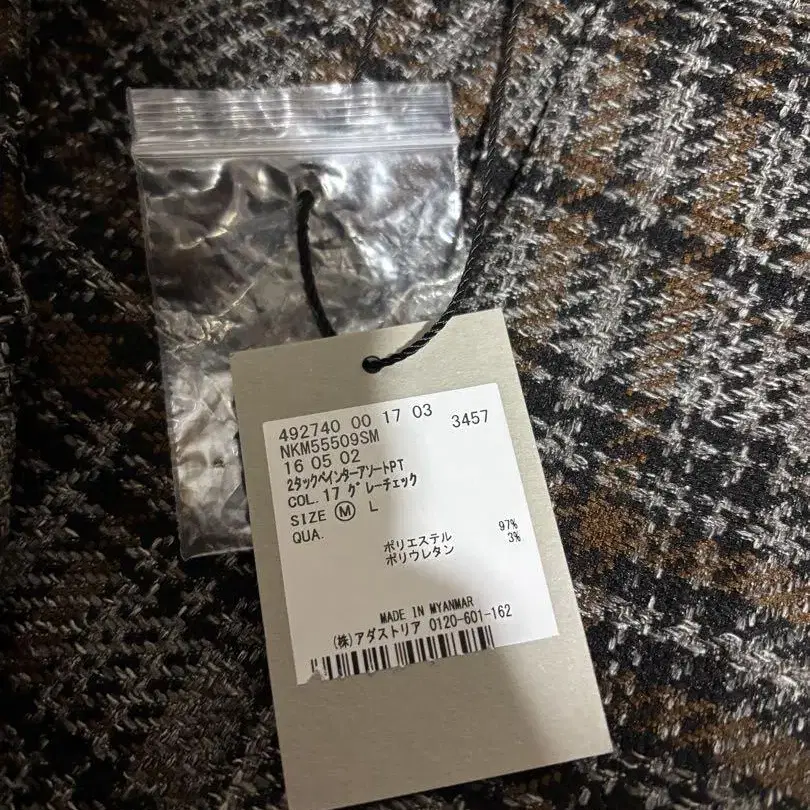 492740 00 17 03 3457
NKM55509SM
16 05 02
2タックペインターアソートPT
COL. 17 グレーチェック
SIZE Ⓜ L
QUA.
ポリエステル 97%
ポリウレタン 3%
MADE IN MYANMAR
(株)アダストリア 0120-601-162